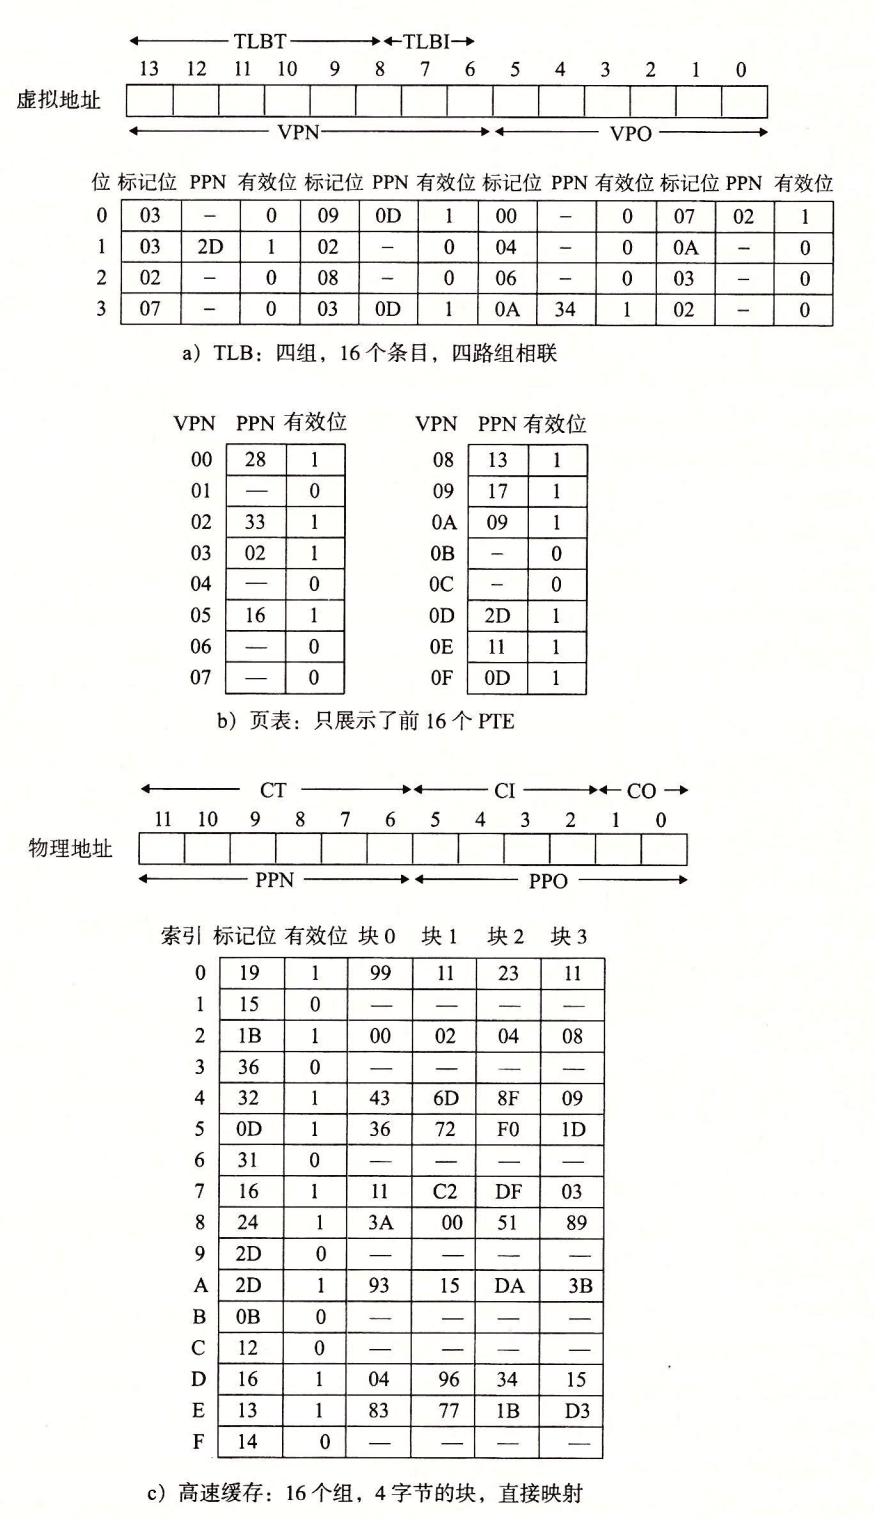 TLBT TLBI
13 12 11 10 9 8 7 6 5 4 3 2 1 0
虚拟地址
VPN VPO
位 标记位 PPN 有效位 标记位 PPN 有效位 标记位 PPN 有效位 标记位 PPN 有效位
0 03 – 0 09 0D 1 00 – 0 07 02 1
1 03 2D 1 02 – 0 04 – 0 0A – 0
2 02 – 0 08 – 0 06 – 0 03 – 0
3 07 – 0 03 0D 1 0A 34 1 02 – 0
a）TLB：四组，16个条目，四路组相联
VPN PPN 有效位 VPN PPN 有效位
00 28 1 08 13 1
01 — 0 09 17 1
02 33 1 0A 09 1
03 02 1 0B – 0
04 — 0 0C – 0
05 16 1 0D 2D 1
06 — 0 0E 11 1
07 — 0 0F 0D 1
b）页表：只展示了前16个PTE
CT CI CO
11 10 9 8 7 6 5 4 3 2 1 0
物理地址
PPN PPO
索引 标记位 有效位 块0 块1 块2 块3
0 19 1 99 11 23 11
1 15 0 — — — —
2 1B 1 00 02 04 08
3 36 0 — — — —
4 32 1 43 6D 8F 09
5 0D 1 36 72 F0 1D
6 31 0 — — — —
7 16 1 11 C2 DF 03
8 24 1 3A 00 51 89
9 2D 0 — — — —
A 2D 1 93 15 DA 3B
B 0B 0 — — — —
C 12 0 — — — —
D 16 1 04 96 34 15
E 13 1 83 77 1B D3
F 14 0 — — — —
c）高速缓存：16个组，4字节的块，直接映射